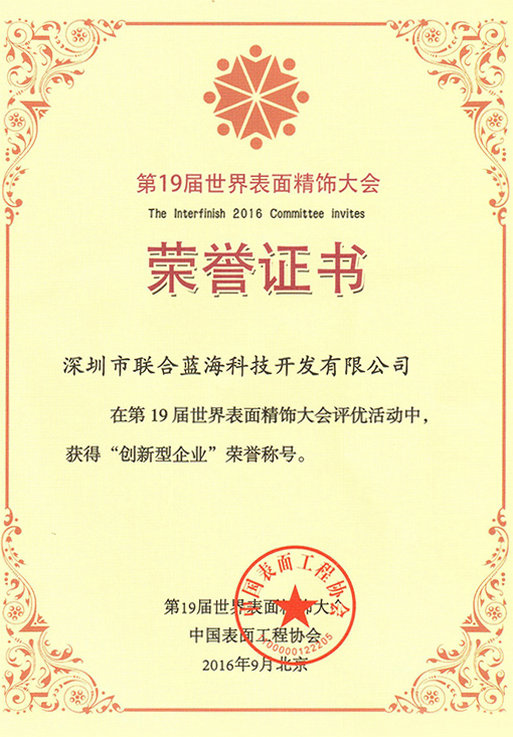 第19届世界表面精饰大会
The Interfinish 2016 Committee invites
荣誉证书
深圳市联合蓝海科技开发有限公司
在第 19 届世界表面精饰大会评优活动中，
获得“创新型企业”荣誉称号。
第19届世界表面精饰大会
中国表面工程协会
2016年9月北京
中国表面工程协会